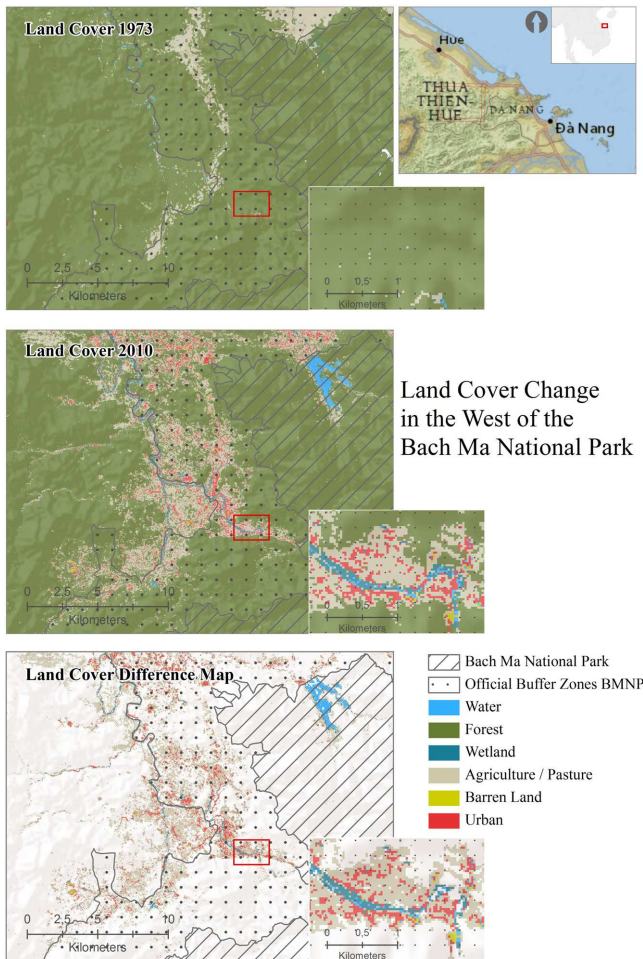 Land Cover 1973
Hue
THUA
THIEN-
HUE
DA NANG
Đà Nang
0 2,5 5 10
Kilometers
0 0,5 1
Kilometers
Land Cover 2010
Land Cover Change
in the West of the
Bach Ma National Park
0 2,5 5 10
Kilometers
0 0,5 1
Kilometers
Land Cover Difference Map
Bach Ma National Park
Official Buffer Zones BMNP
Water
Forest
Wetland
Agriculture / Pasture
Barren Land
Urban
0 2,5 5 10
Kilometers
0 0,5 1
Kilometers